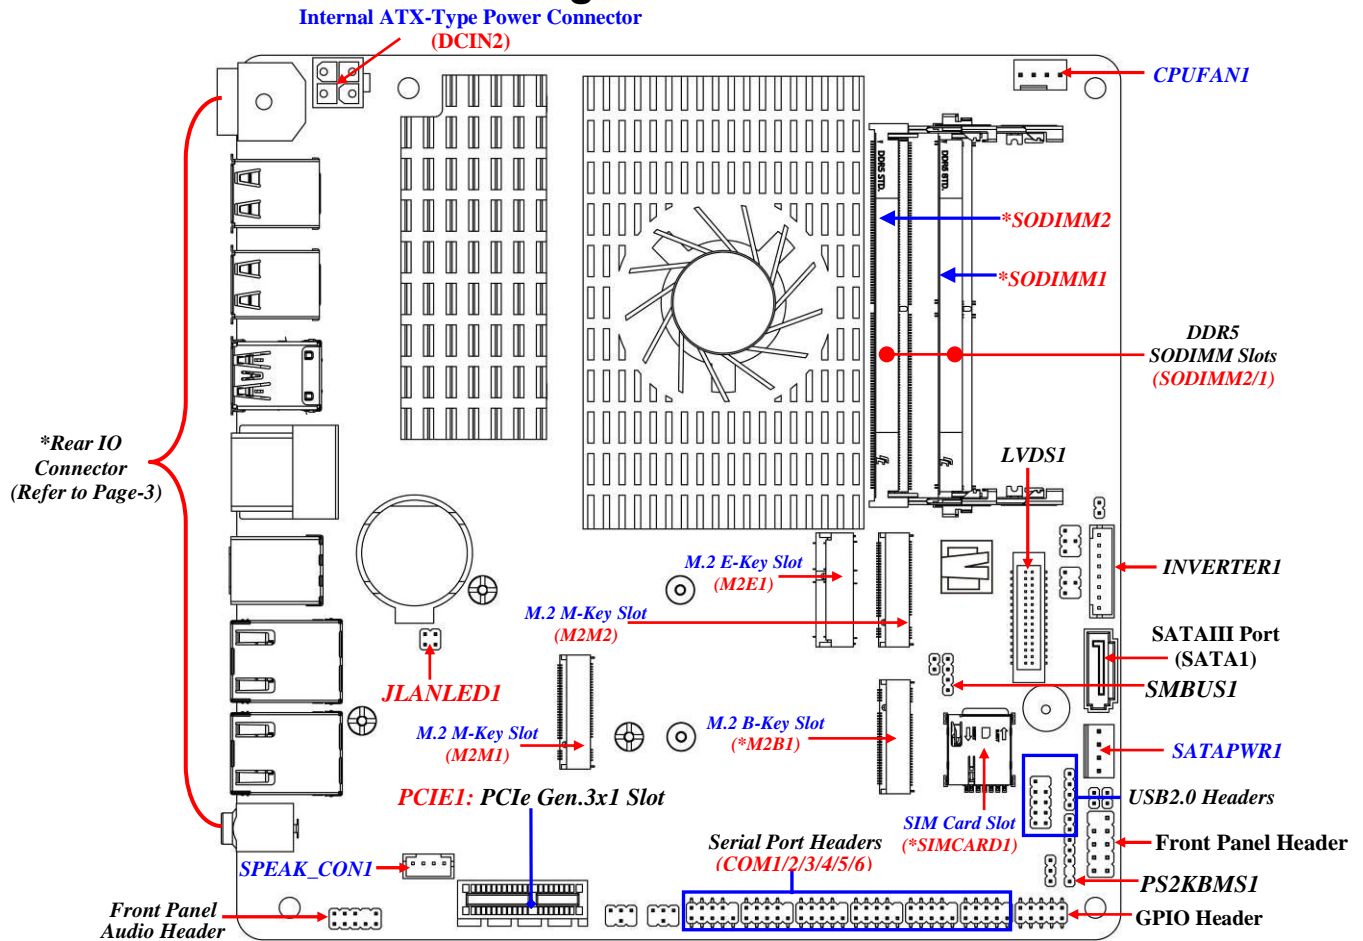 g
Internal ATX-Type Power Connector
(DCIN2)
CPUFAN1
DDR5 STD.
DDR5 STD.
*SODIMM2
*SODIMM1
DDR5
SODIMM Slots
(SODIMM2/1)
*Rear IO
Connector
(Refer to Page-3)
LVDS1
M.2 E-Key Slot
(M2E1)
INVERTER1
M.2 M-Key Slot
(M2M2)
SATAIII Port
(SATA1)
JLANLED1
SMBUS1
M.2 M-Key Slot
(M2M1)
M.2 B-Key Slot
(*M2B1)
SATAPWR1
PCIE1: PCIe Gen.3x1 Slot
USB2.0 Headers
SIM Card Slot
(*SIMCARD1)
Serial Port Headers
(COM1/2/3/4/5/6)
Front Panel Header
SPEAK_CON1
PS2KBMS1
Front Panel
Audio Header
GPIO Header